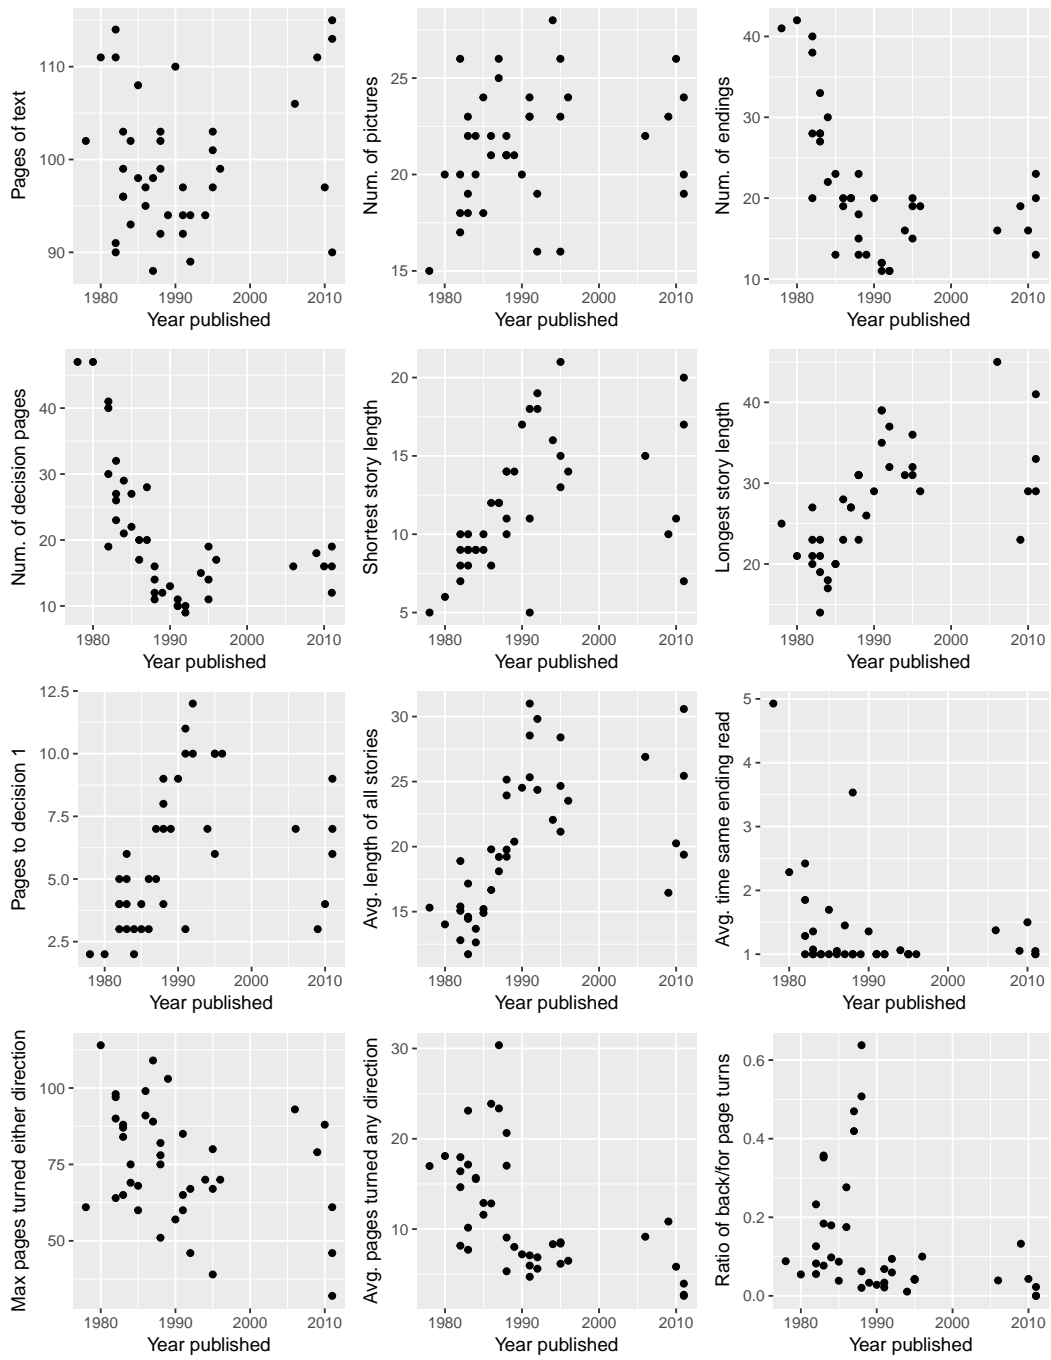 Pages of text
110
100
90
1980 1990 2000 2010
Year published
Num. of pictures
25
20
15
1980 1990 2000 2010
Year published
Num. of endings
40
30
20
10
1980 1990 2000 2010
Year published
Num. of decision pages
40
30
20
10
1980 1990 2000 2010
Year published
Shortest story length
20
15
10
5
1980 1990 2000 2010
Year published
Longest story length
40
30
20
1980 1990 2000 2010
Year published
Pages to decision 1
12.5
10.0
7.5
5.0
2.5
1980 1990 2000 2010
Year published
Avg. length of all stories
30
25
20
15
1980 1990 2000 2010
Year published
Avg. time same ending read
5
4
3
2
1
1980 1990 2000 2010
Year published
Max pages turned either direction
100
75
50
1980 1990 2000 2010
Year published
Avg. pages turned any direction
30
20
10
1980 1990 2000 2010
Year published
Ratio of back/for page turns
0.6
0.4
0.2
0.0
1980 1990 2000 2010
Year published